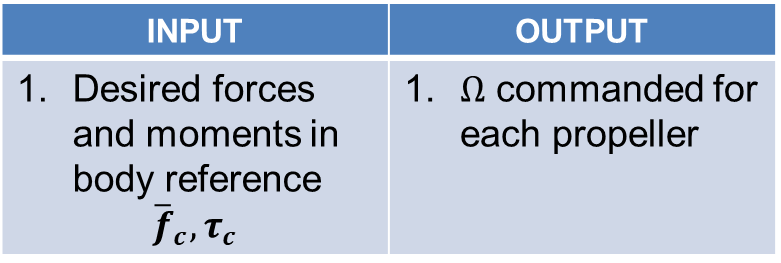 INPUT OUTPUT
1. Desired forces
and moments in
body reference
f̄c, τc
1. Ω commanded for
each propeller